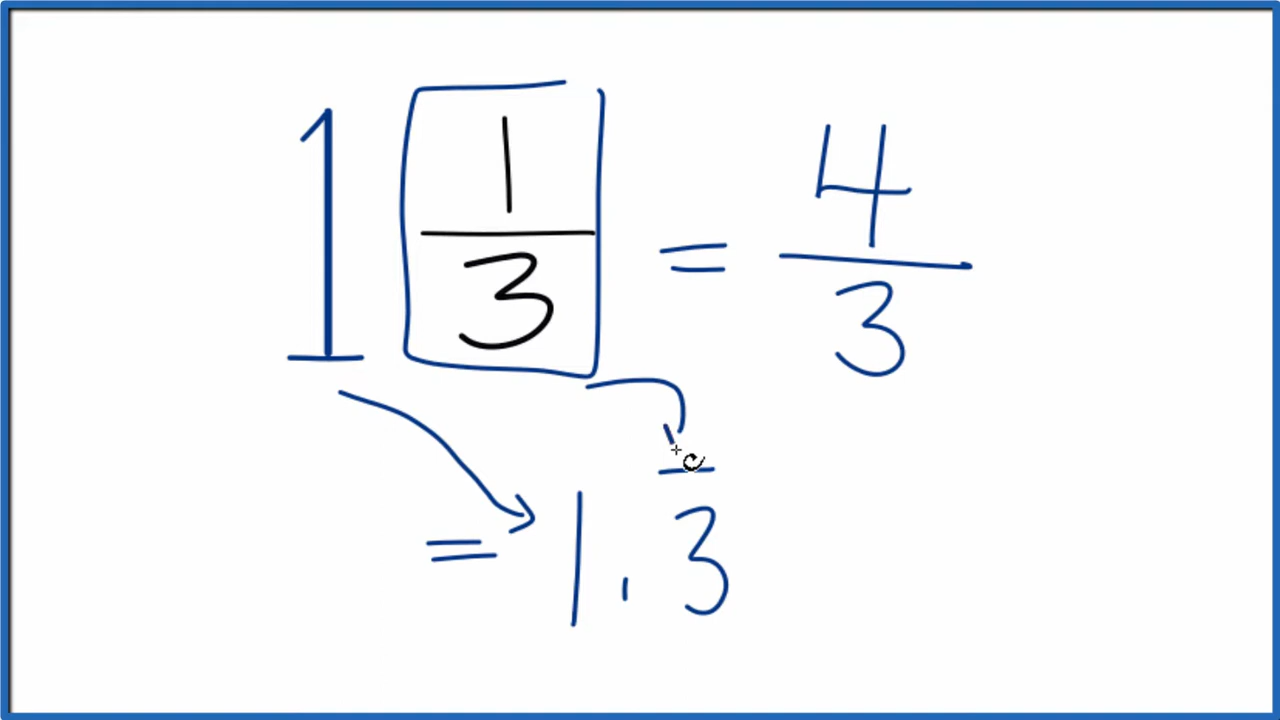 1 1/3 = 4/3
= 1.3̅